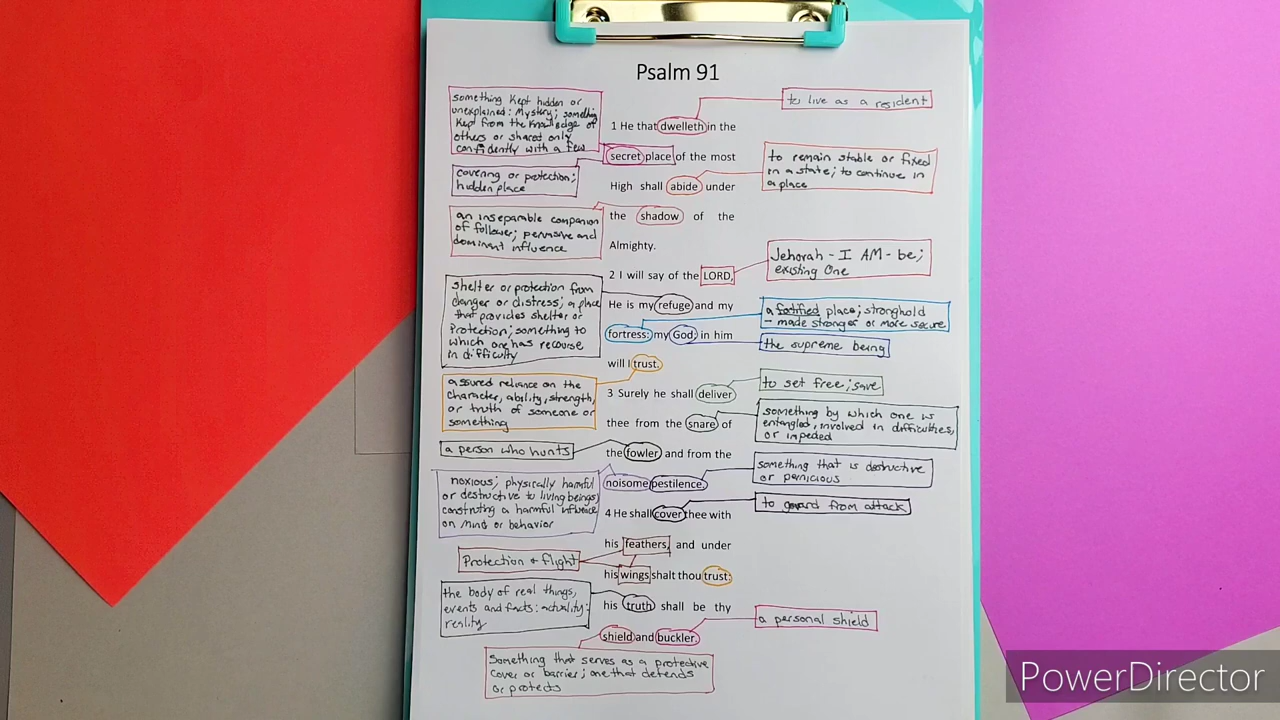 Psalm 91
something kept hidden or
unexplained: Mystery; something
kept from the knowledge of
others or shared only
confidently with a few
to live as a resident
1 He that dwelleth in the
secret place of the most
covering or protection;
hidden place
to remain stable or fixed
in a state; to continue in
a place
High shall abide under
an inseparable companion
of follower; pervasive and
dominant influence
the shadow of the
Almighty.
Jehovah - I AM - be;
existing One
2 I will say of the LORD,
shelter or protection from
danger or distress; a place
that provides shelter or
Protection; something to
which one has recourse
in difficulty
He is my refuge and my
a fortified place; stronghold
- made stronger or more secure
fortress: my God; in him
the supreme being
will I trust.
assured reliance on the
character, ability, strength,
or truth of someone or
something
to set free; save
3 Surely he shall deliver
something by which one is
entangled, involved in difficulties,
or impeded
thee from the snare of
a person who hunts
the fowler and from the
something that is destructive
or pernicious
noxious; physically harmful
or destructive to living beings;
constituting a harmful influence
on mind or behavior
noisome pestilence.
to guard from attack
4 He shall cover thee with
his feathers, and under
Protection & flight
his wings shalt thou trust:
the body of real things,
events and facts: actuality:
reality
his truth shall be thy
a personal shield
shield and buckler.
Something that serves as a protective
cover or barrier; one that defends
or protects
PowerDirector